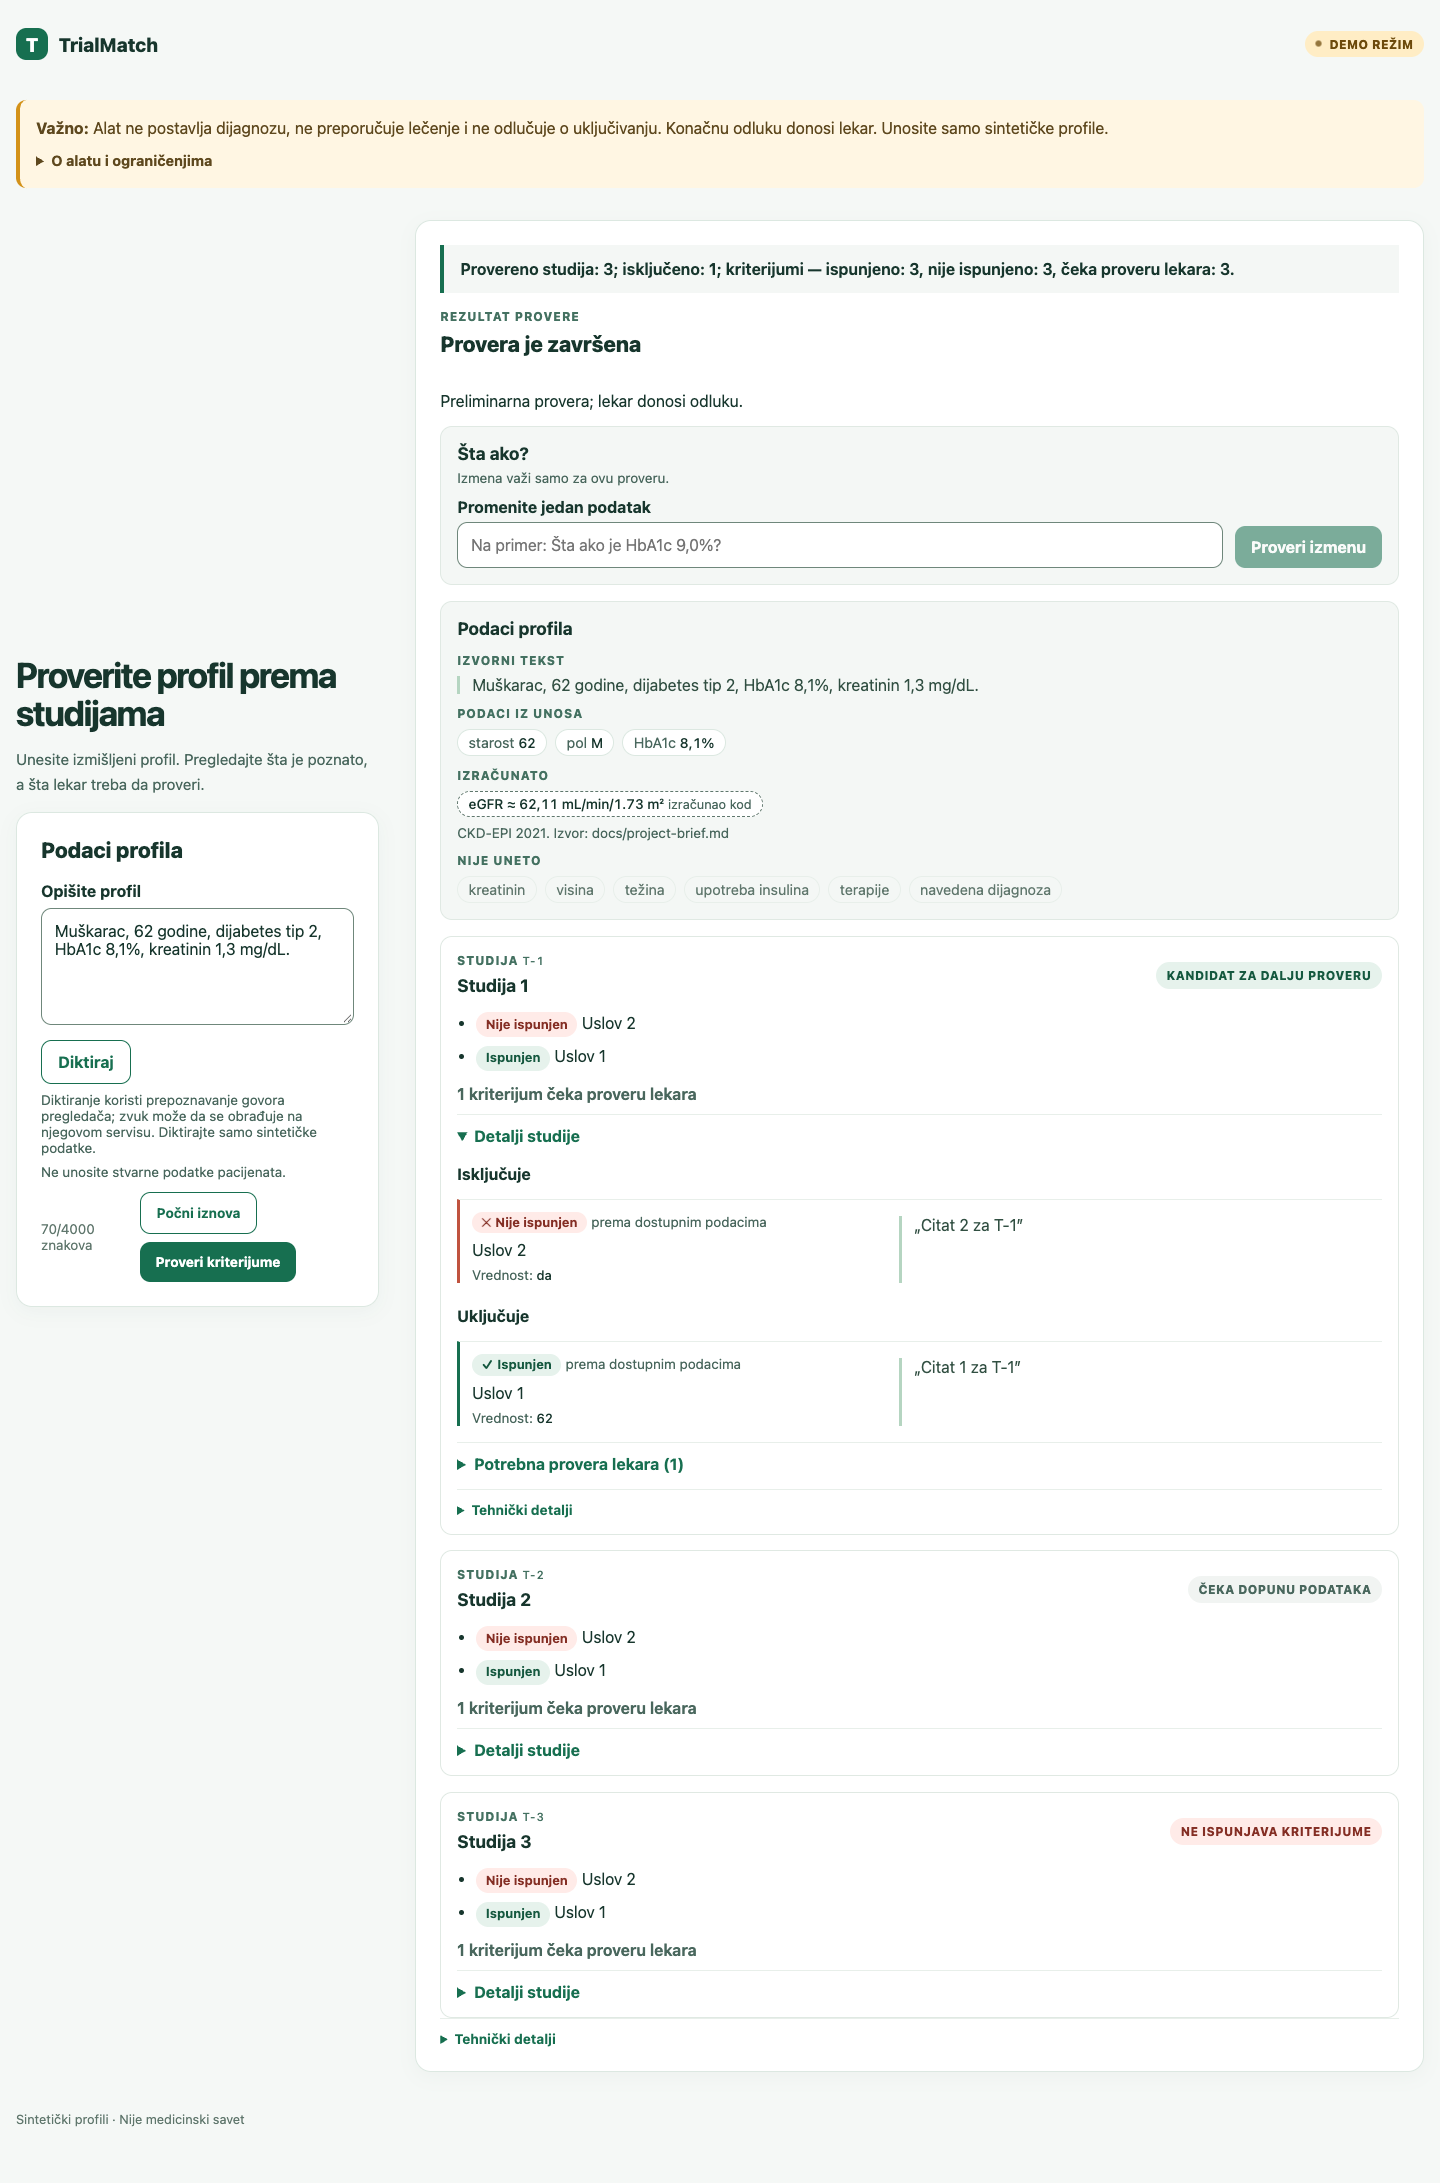 T TrialMatch
DEMO REŽIM
Važno: Alat ne postavlja dijagnozu, ne preporučuje lečenje i ne odlučuje o uključivanju. Konačnu odluku donosi lekar. Unosite samo sintetičke profile.
O alatu i ograničenjima
Proverite profil prema
studijama
Unesite izmišljeni profil. Pregledajte šta je poznato,
a šta lekar treba da proveri.
Podaci profila
Opišite profil
Muškarac, 62 godine, dijabetes tip 2,
HbA1c 8,1%, kreatinin 1,3 mg/dL.
Diktiraj
Diktiranje koristi prepoznavanje govora
pregledača; zvuk može da se obrađuje na
njegovom servisu. Diktirajte samo sintetičke
podatke.
Ne unosite stvarne podatke pacijenata.
70/4000
znakova
Počni iznova
Proveri kriterijume
Provereno studija: 3; isključeno: 1; kriterijumi — ispunjeno: 3, nije ispunjeno: 3, čeka proveru lekara: 3.
REZULTAT PROVERE
Provera je završena
Preliminarna provera; lekar donosi odluku.
Šta ako?
Izmena važi samo za ovu proveru.
Promenite jedan podatak
Na primer: Šta ako je HbA1c 9,0%?
Proveri izmenu
Podaci profila
IZVORNI TEKST
Muškarac, 62 godine, dijabetes tip 2, HbA1c 8,1%, kreatinin 1,3 mg/dL.
PODACI IZ UNOSA
starost 62 pol M HbA1c 8,1%
IZRAČUNATO
eGFR ≈ 62,11 mL/min/1.73 m² izračunao kod
CKD-EPI 2021. Izvor: docs/project-brief.md
NIJE UNETO
kreatinin visina težina upotreba insulina terapije navedena dijagnoza
STUDIJA T-1
Studija 1
KANDIDAT ZA DALJU PROVERU
Nije ispunjen Uslov 2
Ispunjen Uslov 1
1 kriterijum čeka proveru lekara
Detalji studije
Isključuje
Nije ispunjen prema dostupnim podacima
Uslov 2
Vrednost: da
„Citat 2 za T-1”
Uključuje
Ispunjen prema dostupnim podacima
Uslov 1
Vrednost: 62
„Citat 1 za T-1”
Potrebna provera lekara (1)
Tehnički detalji
STUDIJA T-2
Studija 2
ČEKA DOPUNU PODATAKA
Nije ispunjen Uslov 2
Ispunjen Uslov 1
1 kriterijum čeka proveru lekara
Detalji studije
STUDIJA T-3
Studija 3
NE ISPUNJAVA KRITERIJUME
Nije ispunjen Uslov 2
Ispunjen Uslov 1
1 kriterijum čeka proveru lekara
Detalji studije
Tehnički detalji
Sintetički profili · Nije medicinski savet